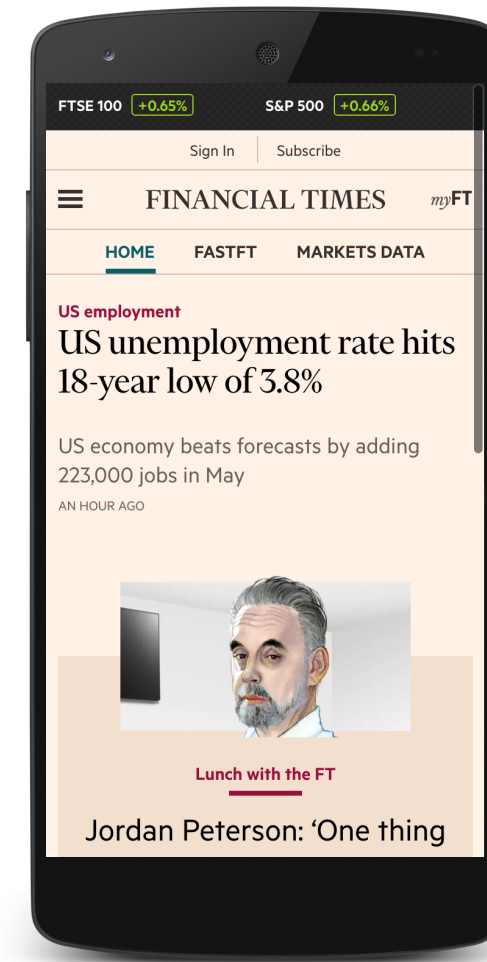 FTSE 100 +0.65% S&P 500 +0.66%
Sign In Subscribe
FINANCIAL TIMES myFT
HOME FASTFT MARKETS DATA
US employment
US unemployment rate hits
18-year low of 3.8%
US economy beats forecasts by adding
223,000 jobs in May
AN HOUR AGO
Lunch with the FT
Jordan Peterson: ‘One thing